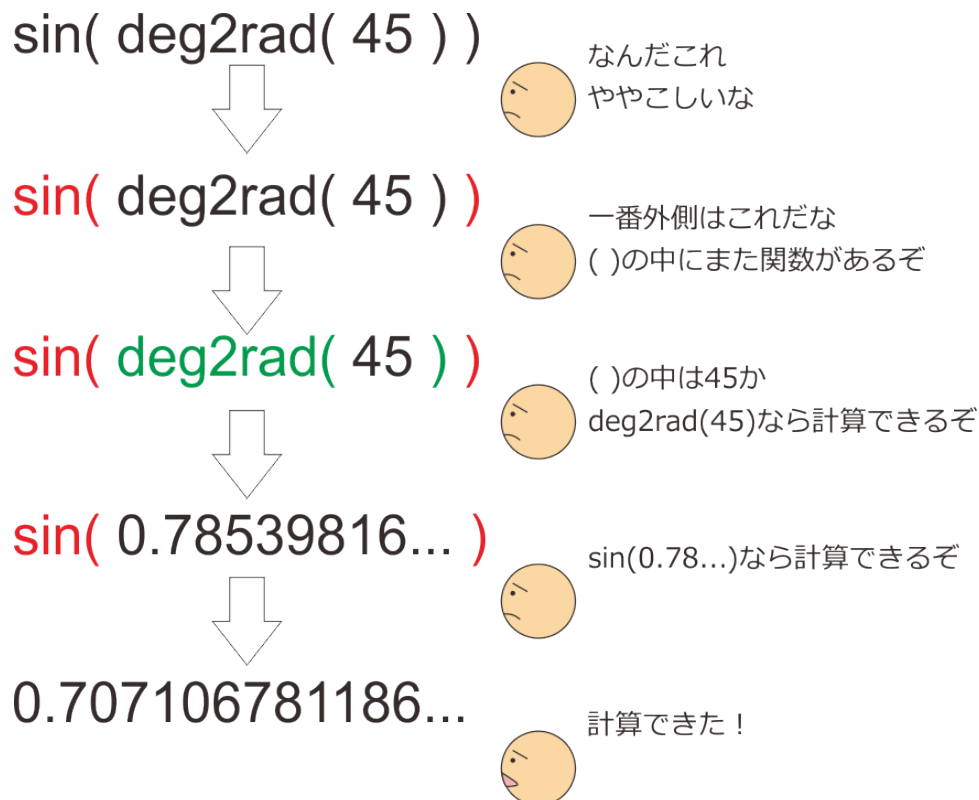 sin( deg2rad( 45 ) )
なんだこれ
ややこしいな
sin( deg2rad( 45 ) )
一番外側はこれだな
( )の中にまた関数があるぞ
sin( deg2rad( 45 ) )
( )の中は45か
deg2rad(45)なら計算できるぞ
sin( 0.78539816... )
sin(0.78...)なら計算できるぞ
0.707106781186...
計算できた！